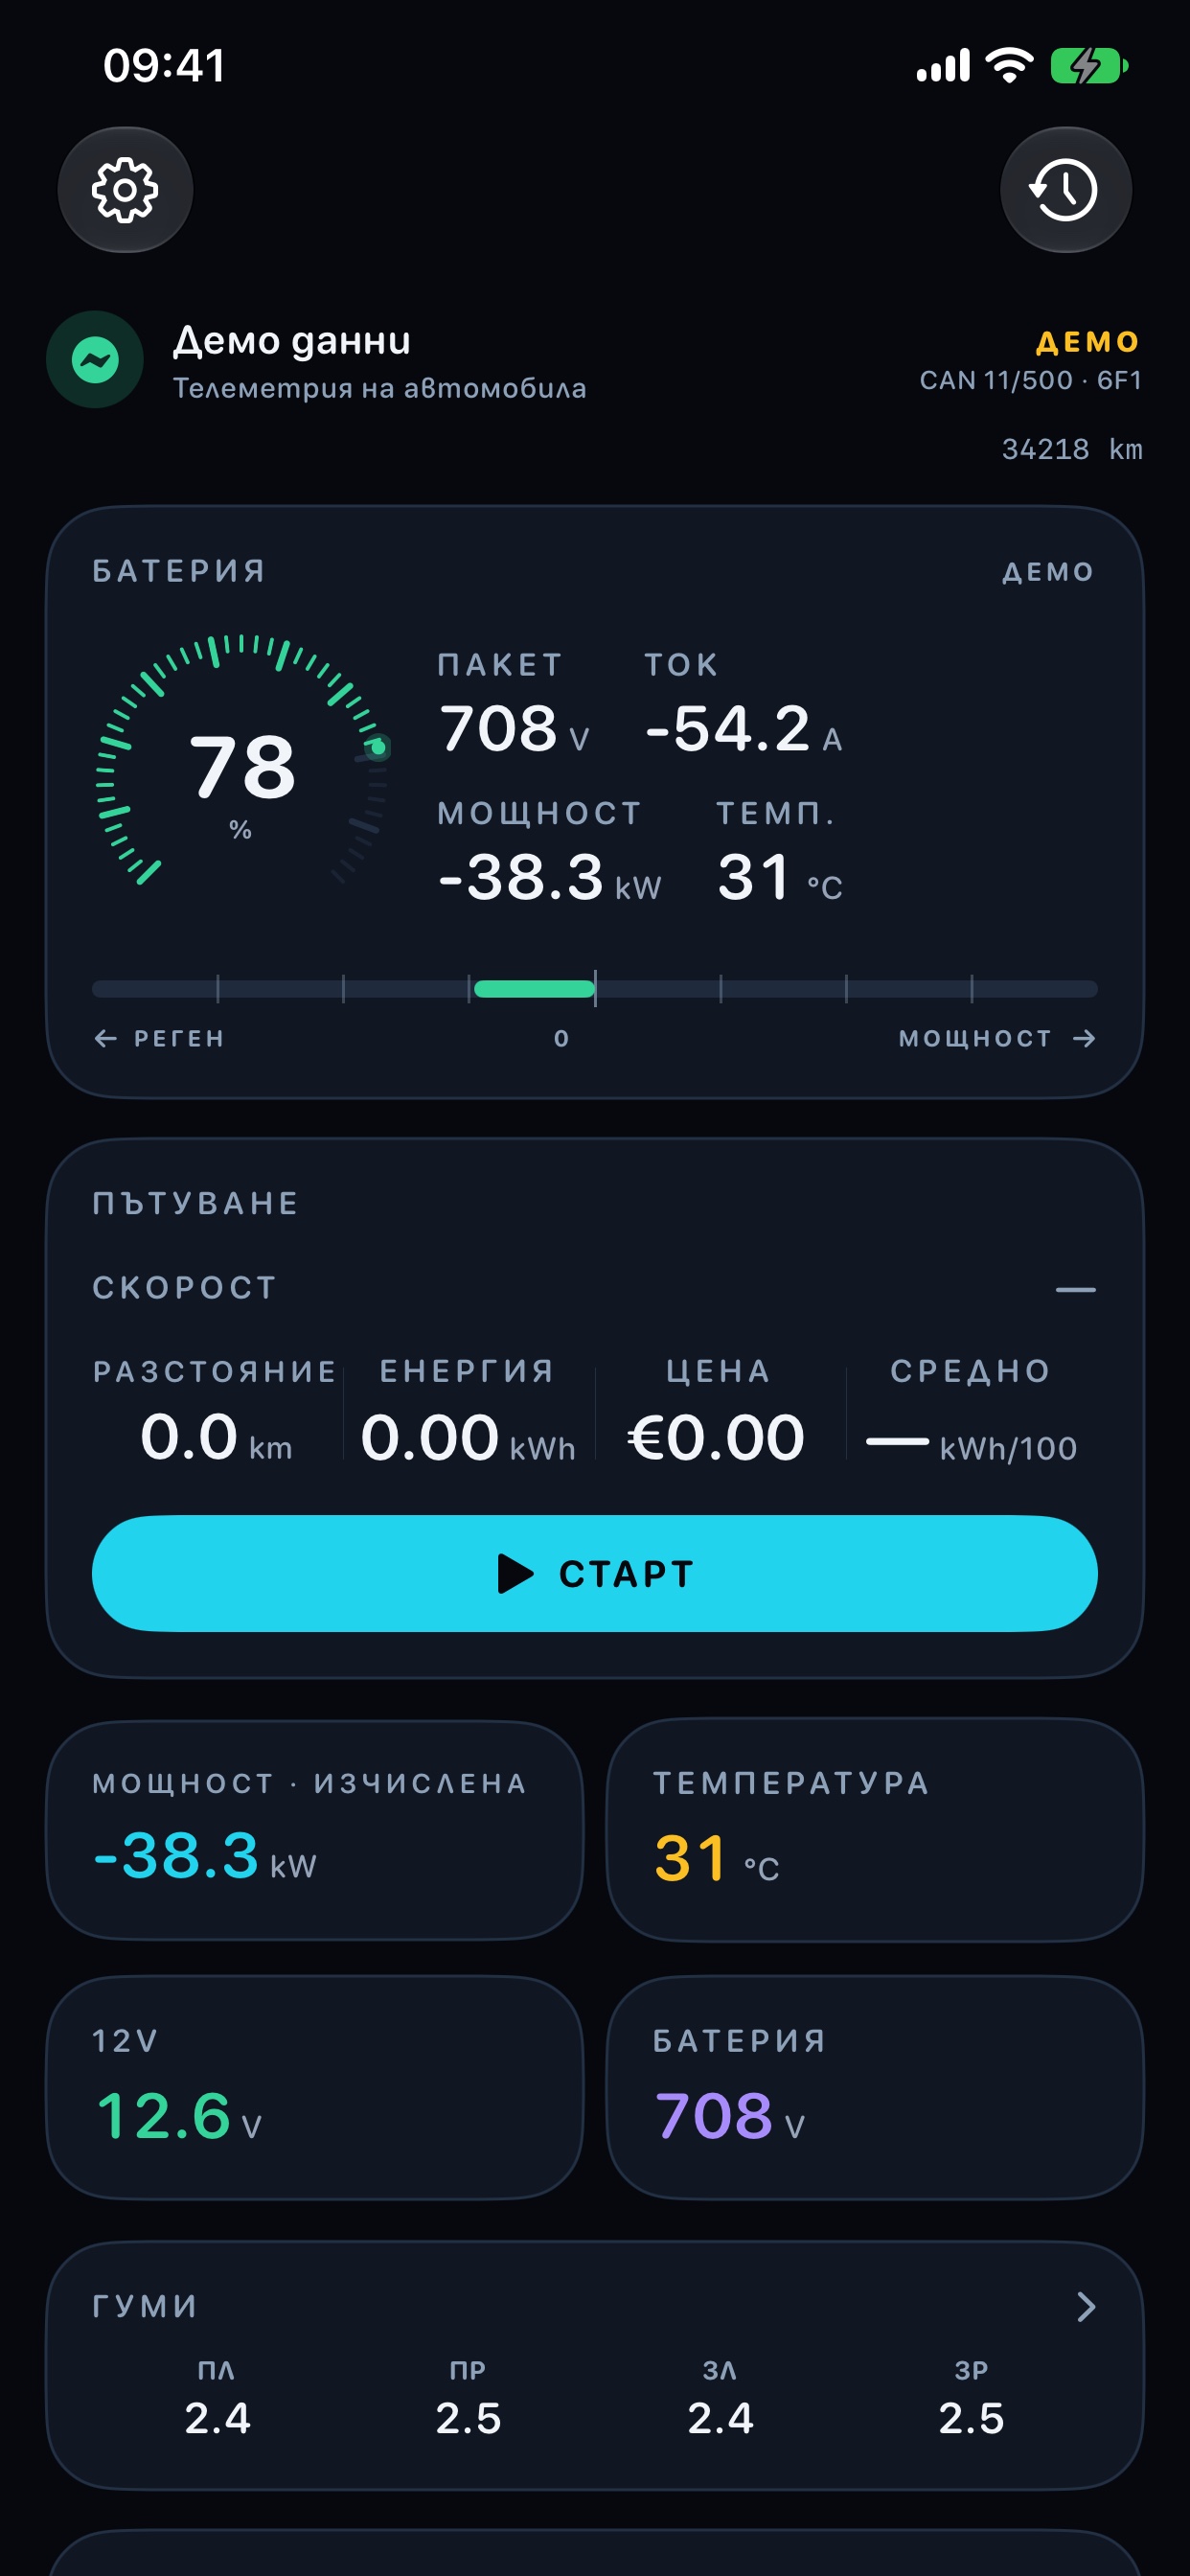 09:41
Демо данни
Телеметрия на автомобила
ДЕМО
CAN 11/500 · 6F1
34218 km
БАТЕРИЯ
ДЕМО
78
%
ПАКЕТ
708 V
ТОК
-54.2 A
МОЩНОСТ
-38.3 kW
ТЕМП.
31 °C
← РЕГЕН
0
МОЩНОСТ →
ПЪТУВАНЕ
СКОРОСТ —
РАЗСТОЯНИЕ
0.0 km
ЕНЕРГИЯ
0.00 kWh
ЦЕНА
€0.00
СРЕДНО
— kWh/100
СТАРТ
МОЩНОСТ · ИЗЧИСЛЕНА
-38.3 kW
ТЕМПЕРАТУРА
31 °C
12V
12.6 V
БАТЕРИЯ
708 V
ГУМИ
ПЛ
2.4
ПР
2.5
ЗЛ
2.4
ЗР
2.5